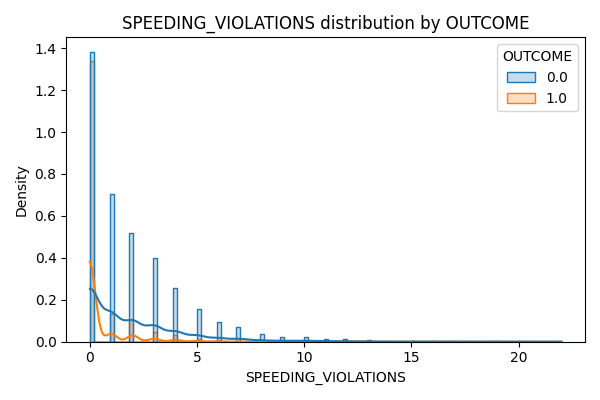 SPEEDING_VIOLATIONS distribution by OUTCOME
OUTCOME
0.0
1.0
Density
1.4
1.2
1.0
0.8
0.6
0.4
0.2
0.0
0 5 10 15 20
SPEEDING_VIOLATIONS